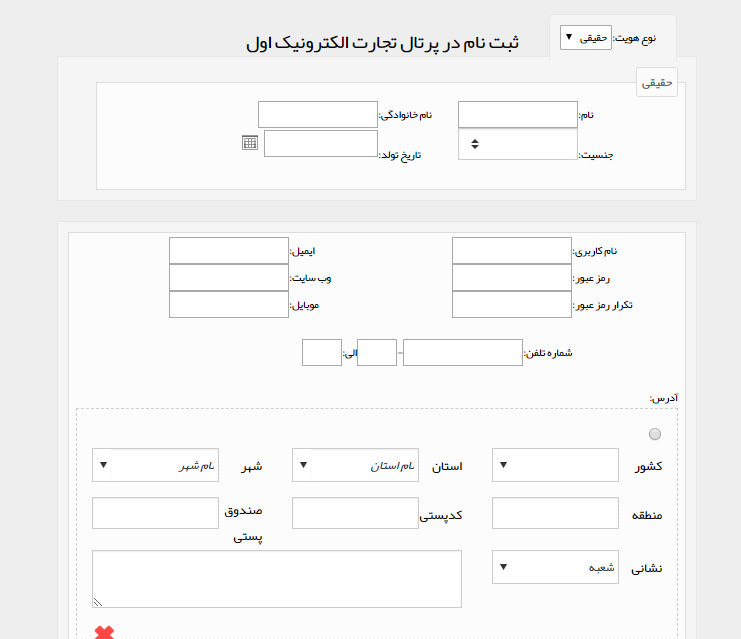 نوع هویت: حقیقی
ثبت نام در پرتال تجارت الکترونیک اول
حقیقی
نام: نام خانوادگی:
جنسیت: تاریخ تولد:
نام کاربری: ایمیل:
رمز عبور: وب سایت:
تکرار رمز عبور: موبایل:
شماره تلفن: – الی:
آدرس:
کشور استان نام استان شهر نام شهر
منطقه کدپستی صندوق پستی
نشانی شعبه